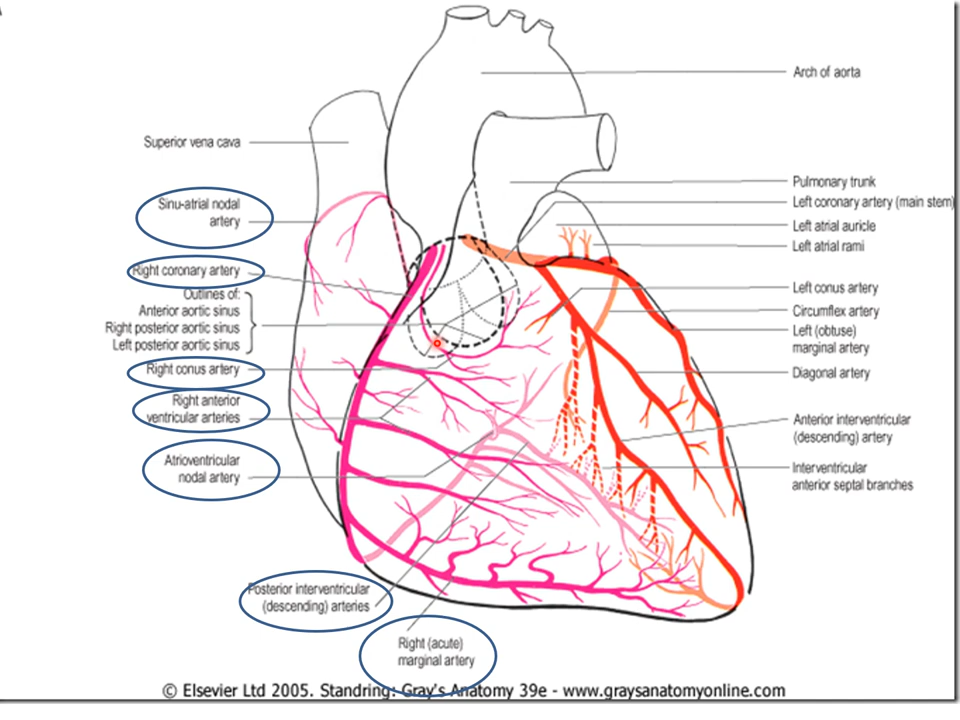 Arch of aorta
Superior vena cava
Pulmonary trunk
Left coronary artery (main stem)
Sinu-atrial nodal
artery
Left atrial auricle
Left atrial rami
Right coronary artery
Outlines of:
Anterior aortic sinus
Right posterior aortic sinus
Left posterior aortic sinus
Left conus artery
Circumflex artery
Left (obtuse)
marginal artery
Right conus artery
Diagonal artery
Right anterior
ventricular arteries
Anterior interventricular
(descending) artery
Atrioventricular
nodal artery
Interventricular
anterior septal branches
Posterior interventricular
(descending) arteries
Right (acute)
marginal artery
© Elsevier Ltd 2005. Standring: Gray's Anatomy 39e - www.graysanatomyonline.com